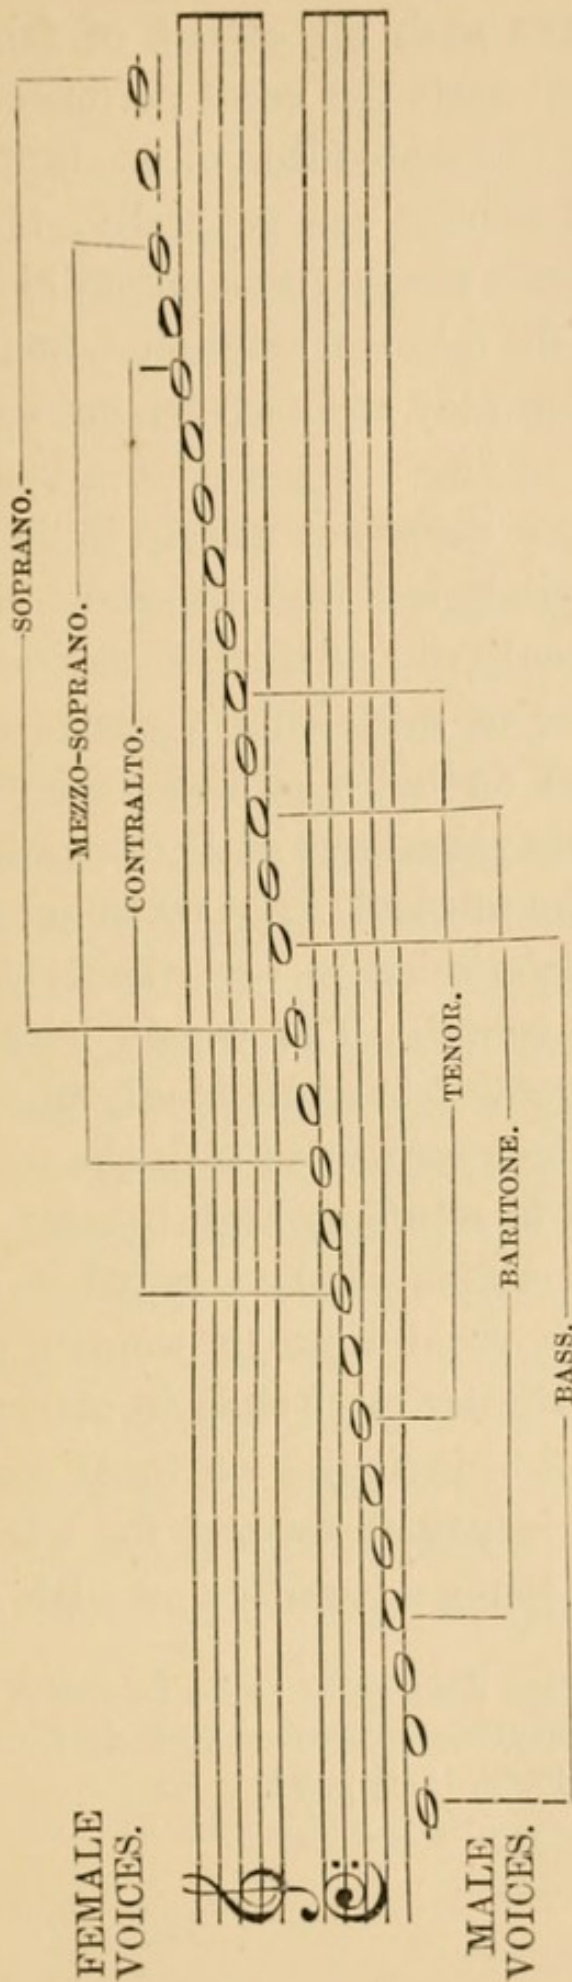 FEMALE
VOICES.
SOPRANO.
MEZZO-SOPRANO.
CONTRALTO.
TENOR.
BARITONE.
BASS.
MALE
VOICES.